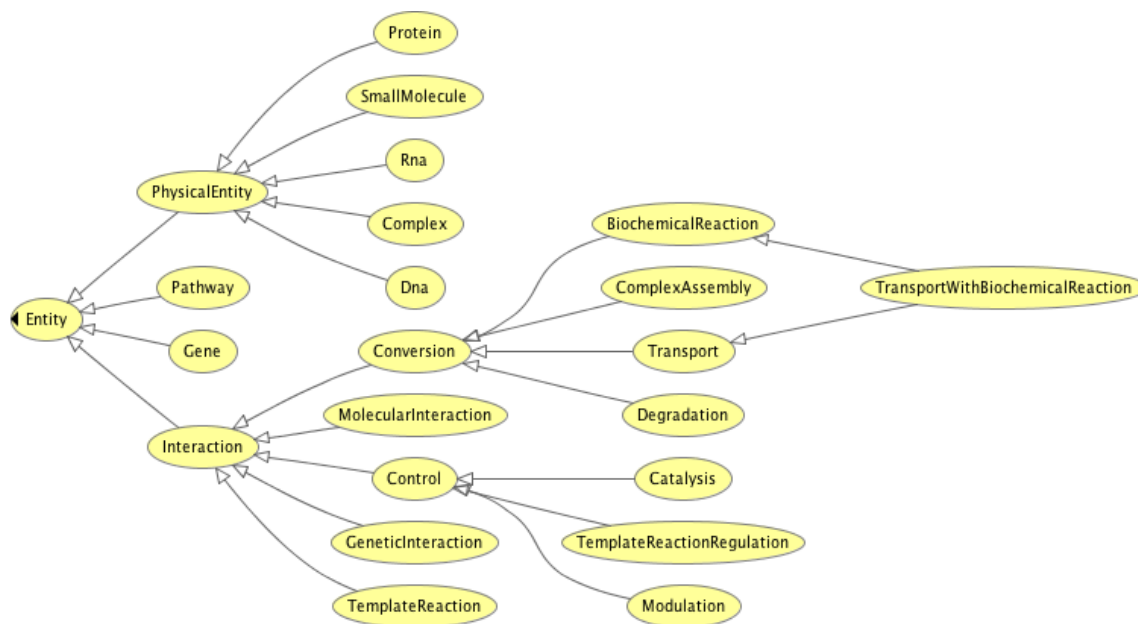 Protein
SmallMolecule
Rna
PhysicalEntity
Complex
BiochemicalReaction
Pathway
Dna
ComplexAssembly
TransportWithBiochemicalReaction
Entity
Gene
Conversion
Transport
MolecularInteraction
Degradation
Interaction
Control
Catalysis
GeneticInteraction
TemplateReactionRegulation
TemplateReaction
Modulation